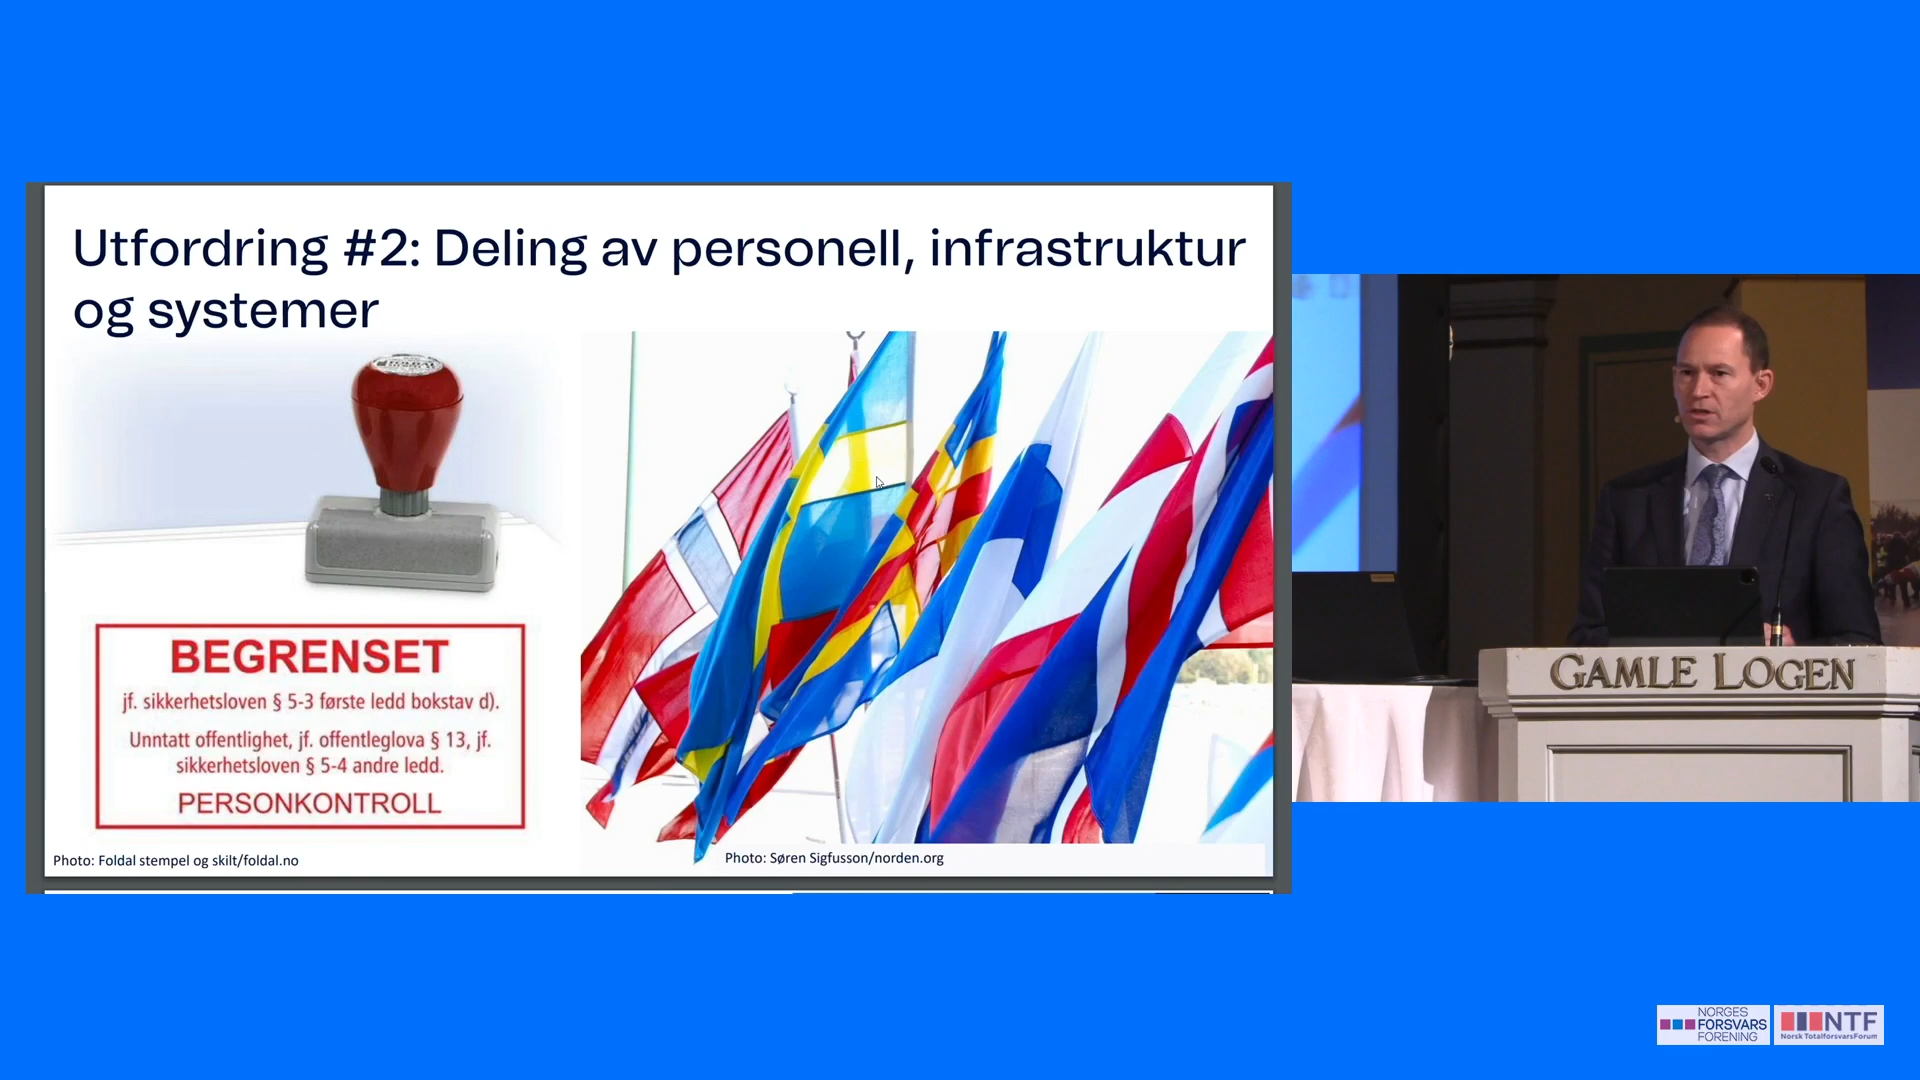 Utfordring #2: Deling av personell, infrastruktur
og systemer
BEGRENSET
jf. sikkerhetsloven § 5-3 første ledd bokstav d).
Unntatt offentlighet, jf. offentleglova § 13, jf.
sikkerhetsloven § 5-4 andre ledd.
PERSONKONTROLL
Photo: Foldal stempel og skilt/foldal.no
Photo: Søren Sigfusson/norden.org
GAMLE LOGEN
NORGES
FORSVARS
FORENING
NTF
Norsk TotalforsvarsForum